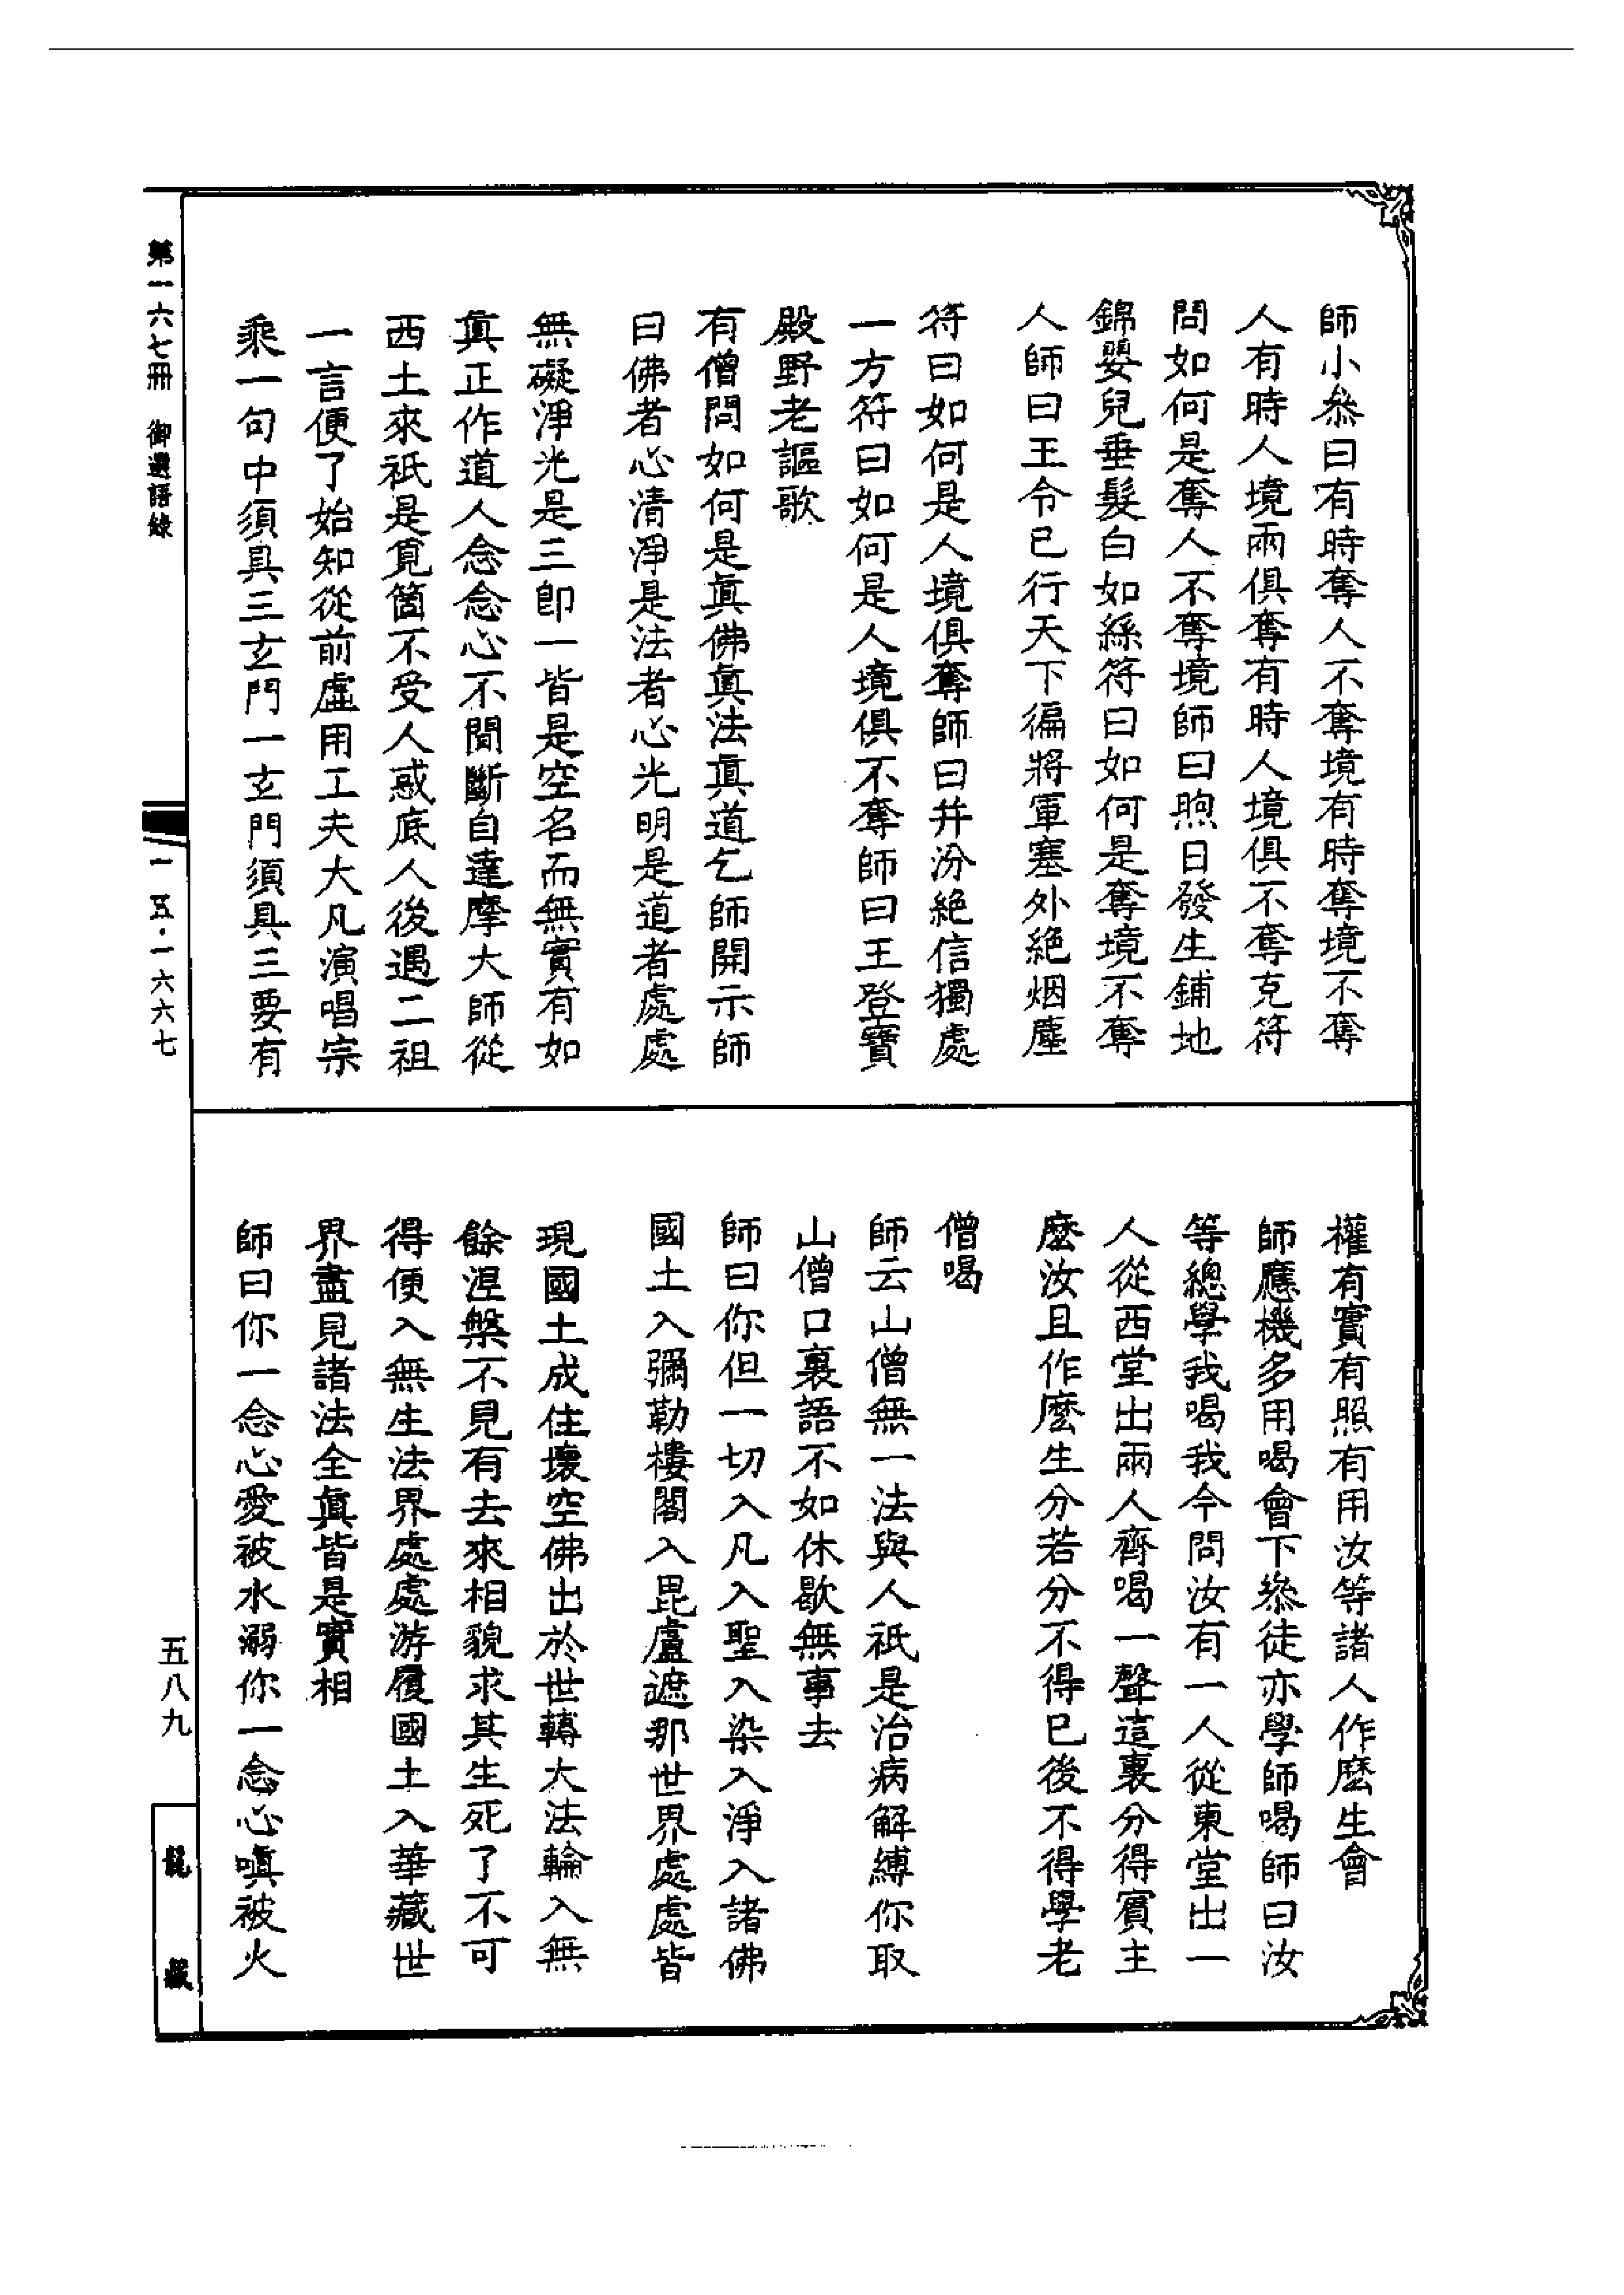 師小叅曰有時奪人不奪境有時奪境不奪
人有時人境兩俱奪有時人境俱不奪克符
問如何是奪人不奪境師曰煦日發生鋪地
錦嬰兒垂髮白如絲符曰如何是奪境不奪
人師曰王令已行天下徧將軍塞外絕烟塵
符曰如何是人境俱奪師曰并汾絕信獨處
一方符曰如何是人境俱不奪師曰王登寶
殿野老謳歌
有僧問如何是眞佛眞法眞道乞師開示師
曰佛者心清淨是法者心光明是道者處處
無礙淨光是三卽一皆是空名而無實有如
眞正作道人念念心不間斷自達摩大師從
西土來祇是覓箇不受人惑底人後遇二祖
一言便了始知從前虛用工夫大凡演唱宗
乘一句中須具三玄門一玄門須具三要有
權有實有照有用汝等諸人作麽生會
師應機多用喝會下叅徒亦學師喝師曰汝
等總學我喝我今問汝有一人從東堂出一
人從西堂出兩人齊喝一聲這裏分得賓主
麽汝且作麽生分若分不得已後不得學老
僧喝
師云山僧無一法與人祇是治病解縛你取
山僧口裏語不如休歇無事去
師曰你但一切入凡入聖入染入淨入諸佛
國土入彌勒樓閣入毘盧遮那世界處處皆
現國土成住壞空佛出於世轉大法輪入無
餘涅槃不見有去來相貌求其生死了不可
得便入無生法界處處游履國土入華藏世
界盡見諸法全眞皆是實相
師曰你一念心愛被水溺你一念心嗔被火
第一六七冊 御選語錄
一五·一六六七
五八九
龍藏